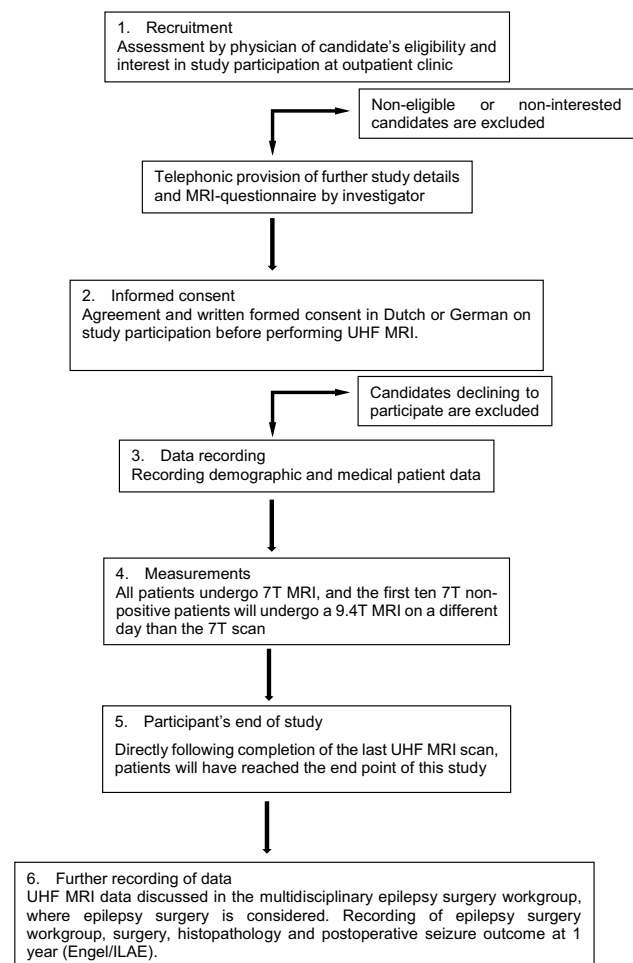 1. Recruitment
Assessment by physician of candidate's eligibility and
interest in study participation at outpatient clinic
Non-eligible or non-interested
candidates are excluded
Telephonic provision of further study details
and MRI-questionnaire by investigator
2. Informed consent
Agreement and written formed consent in Dutch or German on
study participation before performing UHF MRI.
Candidates declining to
participate are excluded
3. Data recording
Recording demographic and medical patient data
4. Measurements
All patients undergo 7T MRI, and the first ten 7T non-
positive patients will undergo a 9.4T MRI on a different
day than the 7T scan
5. Participant's end of study
Directly following completion of the last UHF MRI scan,
patients will have reached the end point of this study
6. Further recording of data
UHF MRI data discussed in the multidisciplinary epilepsy surgery workgroup,
where epilepsy surgery is considered. Recording of epilepsy surgery
workgroup, surgery, histopathology and postoperative seizure outcome at 1
year (Engel/ILAE).